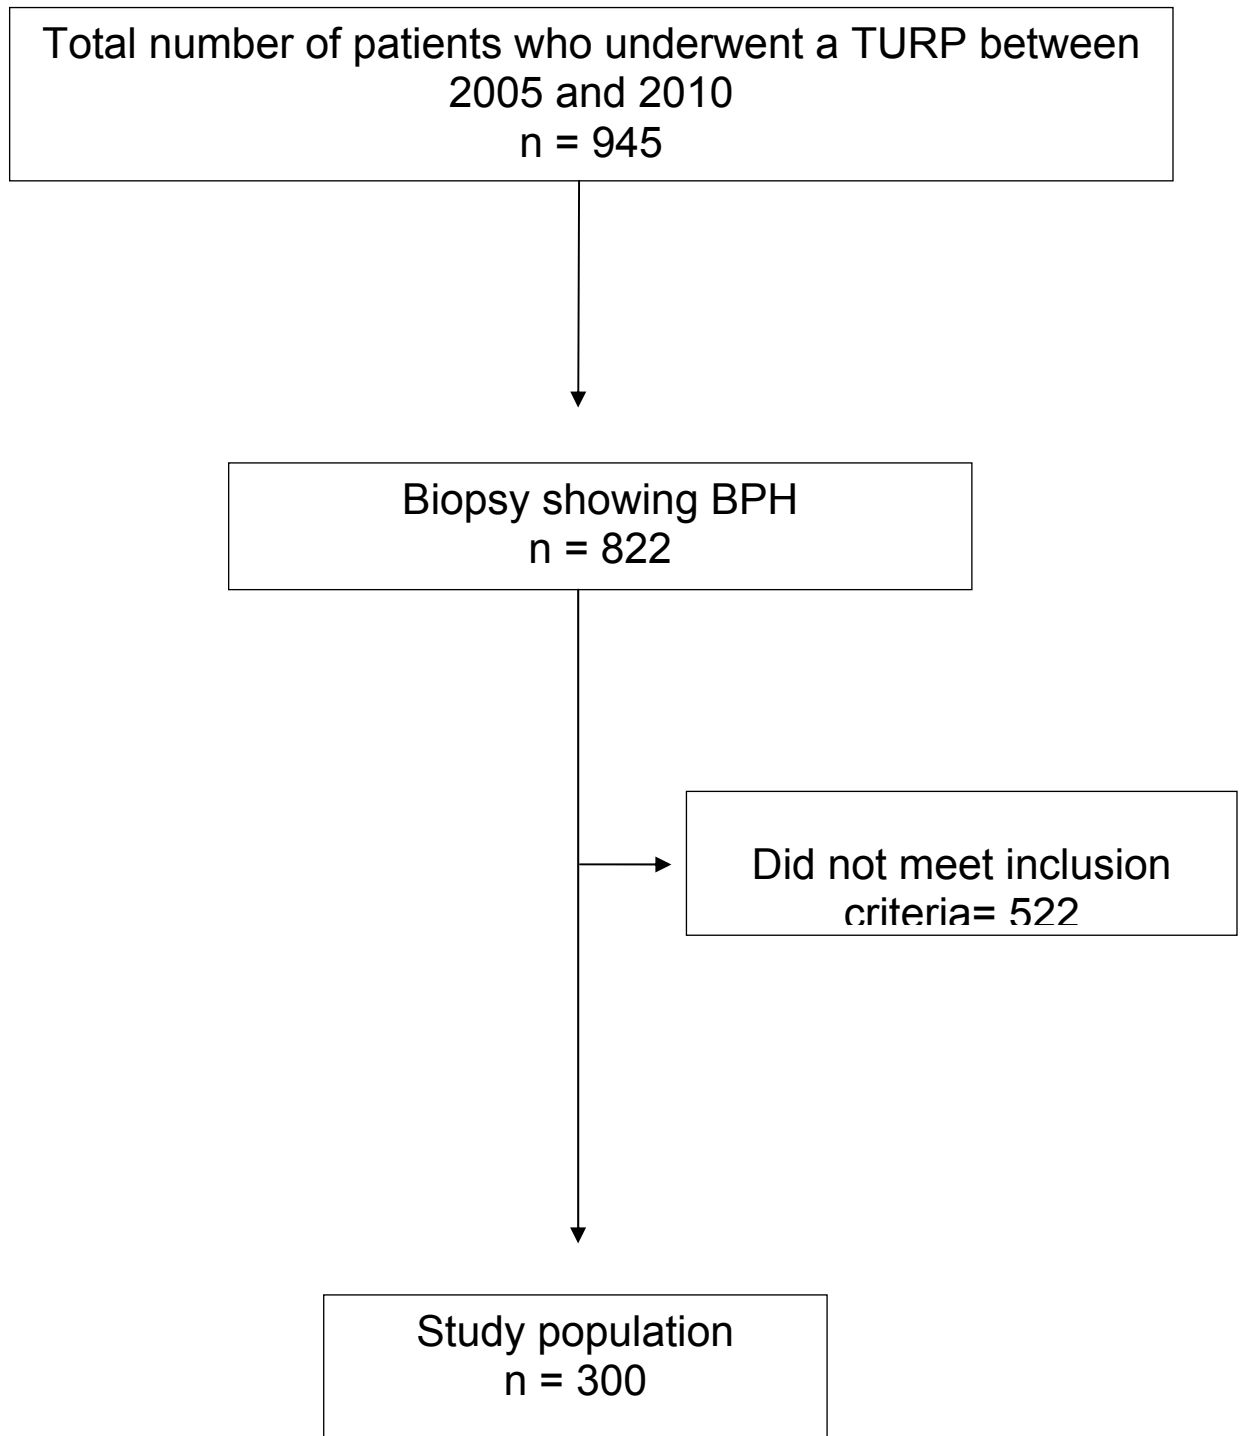 Total number of patients who underwent a TURP between
2005 and 2010
n = 945
Biopsy showing BPH
n = 822
Did not meet inclusion
criteria= 522
Study population
n = 300